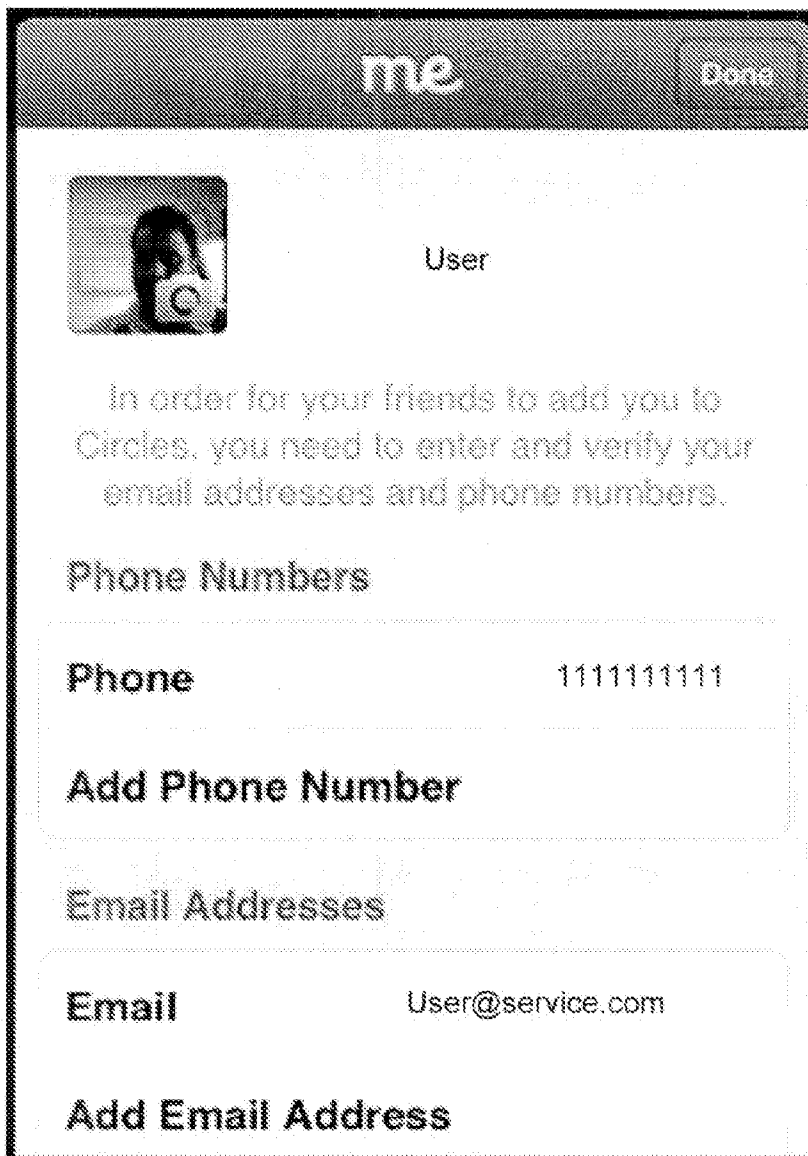 me
Done
User
In order for your friends to add you to
Circles, you need to enter and verify your
email addresses and phone numbers.
Phone Numbers
Phone 1111111111
Add Phone Number
Email Addresses
Email User@service.com
Add Email Address